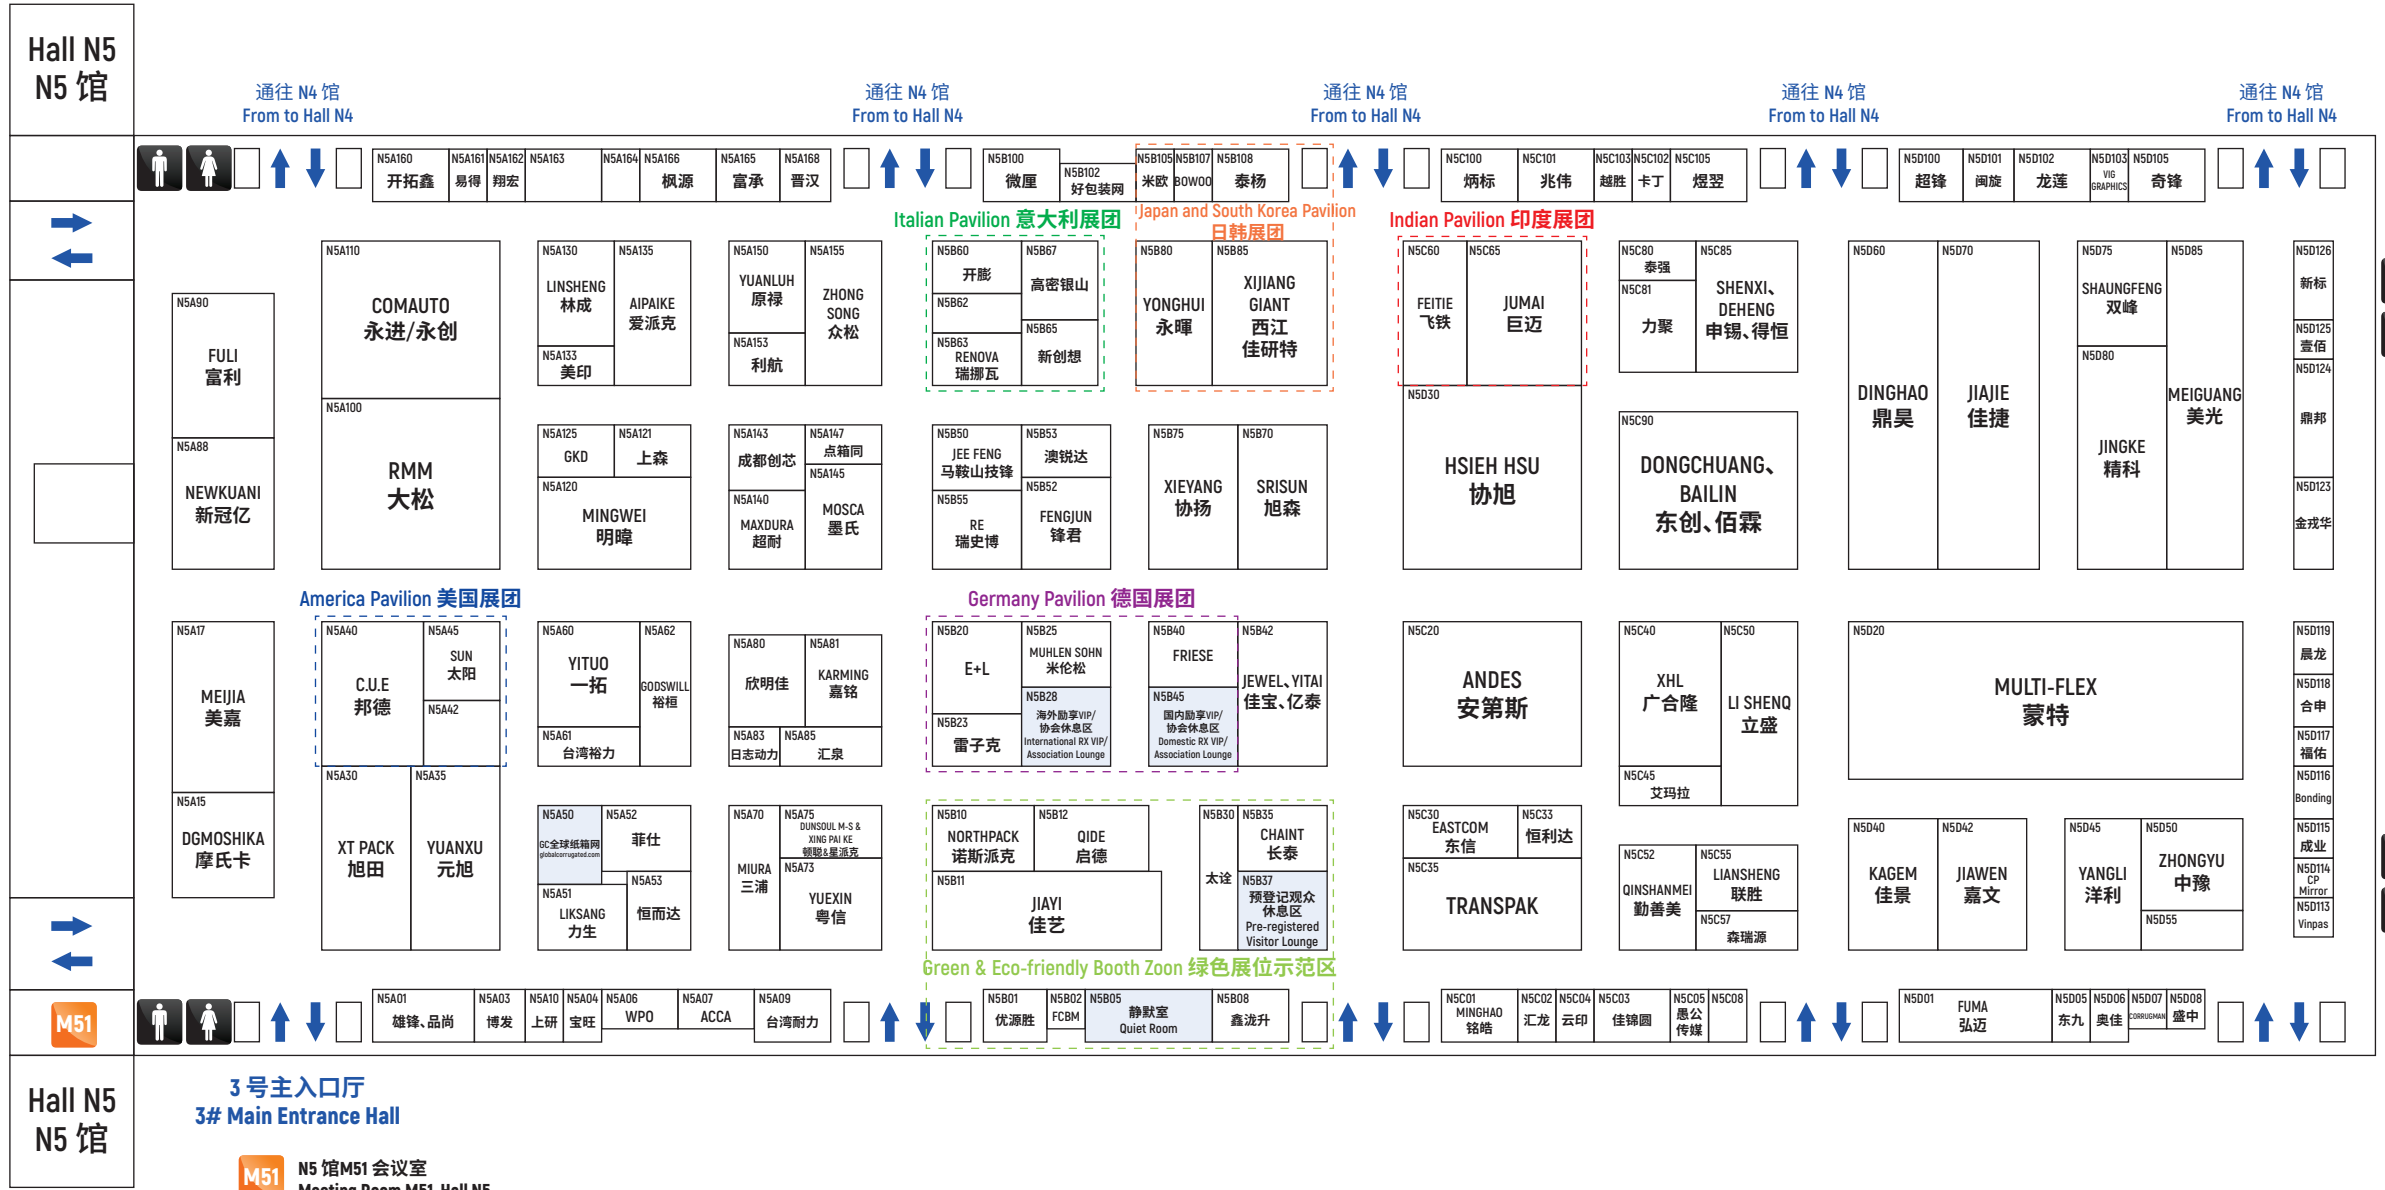 Hall N5
N5 馆
通往 N4 馆
From to Hall N4
通往 N4 馆
From to Hall N4
通往 N4 馆
From to Hall N4
通往 N4 馆
From to Hall N4
通往 N4 馆
From to Hall N4
N5A160
开拓鑫
N5A161
易得
N5A162
翔宏
N5A163
N5A164
N5A166
枫源
N5A165
富承
N5A168
晋汉
N5B100
微厘
N5B102
好包装网
N5B105
米欧
N5B107
BOWOO
N5B108
泰杨
N5C100
炳标
N5C101
兆伟
N5C103
越胜
N5C102
卡丁
N5C105
煜翌
N5D100
超锋
N5D101
闽旋
N5D102
龙莲
N5D103
VIG
GRAPHICS
N5D105
奇锋
Italian Pavilion 意大利展团
Japan and South Korea Pavilion
日韩展团
Indian Pavilion 印度展团
N5A90
FULI
富利
N5A88
NEWKUANI
新冠亿
N5A110
COMAUTO
永进/永创
N5A100
RMM
大松
N5A130
LINSHENG
林成
N5A133
美印
N5A135
AIPAIKE
爱派克
N5A150
YUANLUH
原禄
N5A153
利航
N5A155
ZHONG
SONG
众松
N5B60
开膨
N5B62
N5B63
RENOVA
瑞挪瓦
N5B67
高密银山
N5B65
新创想
N5B80
YONGHUI
永暉
N5B85
XIJIANG
GIANT
西江
佳研特
N5C60
FEITIE
飞铁
N5C65
JUMAI
巨迈
N5D30
HSIEH HSU
协旭
N5C80
泰强
N5C81
力聚
N5C85
SHENXI、
DEHENG
申锡、得恒
N5D60
DINGHAO
鼎昊
N5D70
JIAJIE
佳捷
N5D75
SHAUNGFENG
双峰
N5D80
JINGKE
精科
N5D85
MEIGUANG
美光
N5D126
新标
N5D125
壹佰
N5D124
鼎邦
N5D123
金戎华
N5A125
GKD
N5A121
上森
N5A120
MINGWEI
明暐
N5A143
成都创芯
N5A140
MAXDURA
超耐
N5A147
点箱同
N5A145
MOSCA
墨氏
N5B50
JEE FENG
马鞍山技锋
N5B55
RE
瑞史博
N5B53
澳锐达
N5B52
FENGJUN
锋君
N5B75
XIEYANG
协扬
N5B70
SRISUN
旭森
N5C90
DONGCHUANG、
BAILIN
东创、佰霖
America Pavilion 美国展团
Germany Pavilion 德国展团
N5A17
MEIJIA
美嘉
N5A15
DGMOSHIKA
摩氏卡
N5A40
C.U.E
邦德
N5A45
SUN
太阳
N5A42
N5A30
XT PACK
旭田
N5A35
YUANXU
元旭
N5A60
YITUO
一拓
N5A61
台湾裕力
N5A62
GODSWILL
裕桓
N5A80
欣明佳
N5A81
KARMING
嘉铭
N5A83
日志动力
N5A85
汇泉
N5B20
E+L
N5B23
雷子克
N5B25
MUHLEN SOHN
米伦松
N5B28
海外励享VIP/
协会休息区
International RX VIP/
Association Lounge
N5B40
FRIESE
N5B45
国内励享VIP/
协会休息区
Domestic RX VIP/
Association Lounge
N5B42
JEWEL、YITAI
佳宝、亿泰
N5C20
ANDES
安第斯
N5C40
XHL
广合隆
N5C45
艾玛拉
N5C50
LI SHENQ
立盛
N5D20
MULTI-FLEX
蒙特
N5D119
晨龙
N5D118
合申
N5D117
福佑
N5D116
Bonding
N5D115
成业
N5D114
CP
Mirror
N5D113
Vinpas
N5A50
GC全球纸箱网
globalcorrugated.com
N5A52
菲仕
N5A51
LIKSANG
力生
N5A53
恒而达
N5A70
MIURA
三浦
N5A75
DUNSOUL M-S &
XING PAI KE
顿聪&星派克
N5A73
YUEXIN
粤信
N5B10
NORTHPACK
诺斯派克
N5B12
QIDE
启德
N5B11
JIAYI
佳艺
N5B30
太诠
N5B35
CHAINT
长泰
N5B37
预登记观众
休息区
Pre-registered
Visitor Lounge
N5C30
EASTCOM
东信
N5C33
恒利达
N5C35
TRANSPAK
N5C52
QINSHANMEI
勤善美
N5C55
LIANSHENG
联胜
N5C57
森瑞源
N5D40
KAGEM
佳景
N5D42
JIAWEN
嘉文
N5D45
YANGLI
洋利
N5D50
ZHONGYU
中豫
N5D55
Green & Eco-friendly Booth Zoon 绿色展位示范区
M51
N5A01
雄锋、品尚
N5A03
博发
N5A10
上研
N5A04
宝旺
N5A06
WPO
N5A07
ACCA
N5A09
台湾耐力
N5B01
优源胜
N5B02
FCBM
N5B05
静默室
Quiet Room
N5B08
鑫泷升
N5C01
MINGHAO
铭皓
N5C02
汇龙
N5C04
云印
N5C03
佳锦圆
N5C05
愚公
传媒
N5C08
N5D01
FUMA
弘迈
N5D05
东九
N5D06
奥佳
N5D07
CORRUGMAN
N5D08
盛中
Hall N5
N5 馆
3 号主入口厅
3# Main Entrance Hall
M51
N5 馆M51 会议室
Meeting Room M51, Hall N5